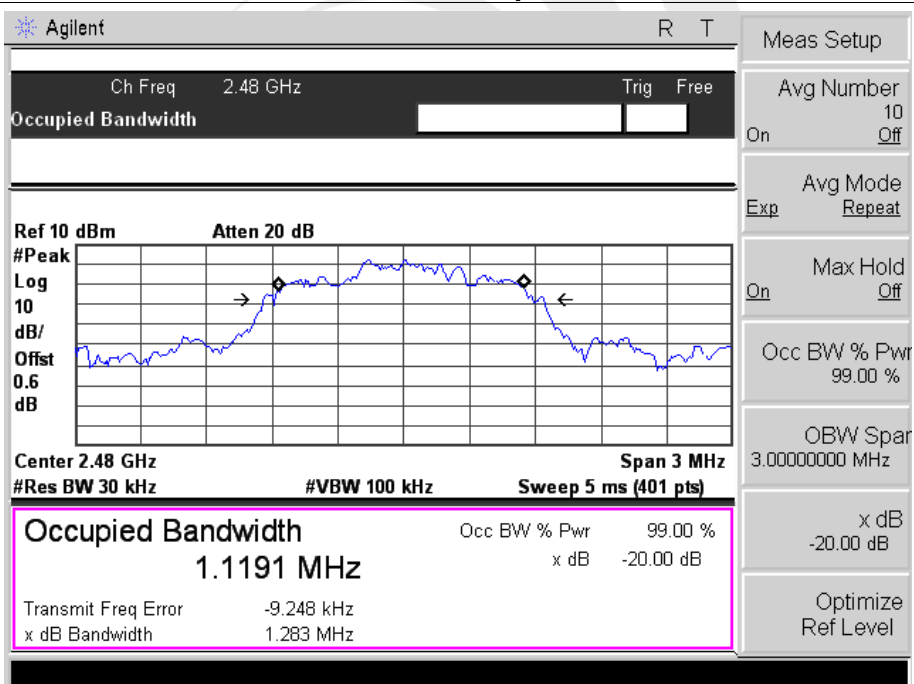 Agilent R T
Ch Freq 2.48 GHz Trig Free
Occupied Bandwidth
Ref 10 dBm Atten 20 dB
#Peak
Log
10
dB/
Offst
0.6
dB
Center 2.48 GHz Span 3 MHz
#Res BW 30 kHz #VBW 100 kHz Sweep 5 ms (401 pts)
Occupied Bandwidth
1.1191 MHz
Occ BW % Pwr 99.00 %
x dB -20.00 dB
Transmit Freq Error -9.248 kHz
x dB Bandwidth 1.283 MHz
Meas Setup
Avg Number
10
On Off
Avg Mode
Exp Repeat
Max Hold
On Off
Occ BW % Pwr
99.00 %
OBW Span
3.00000000 MHz
x dB
-20.00 dB
Optimize
Ref Level